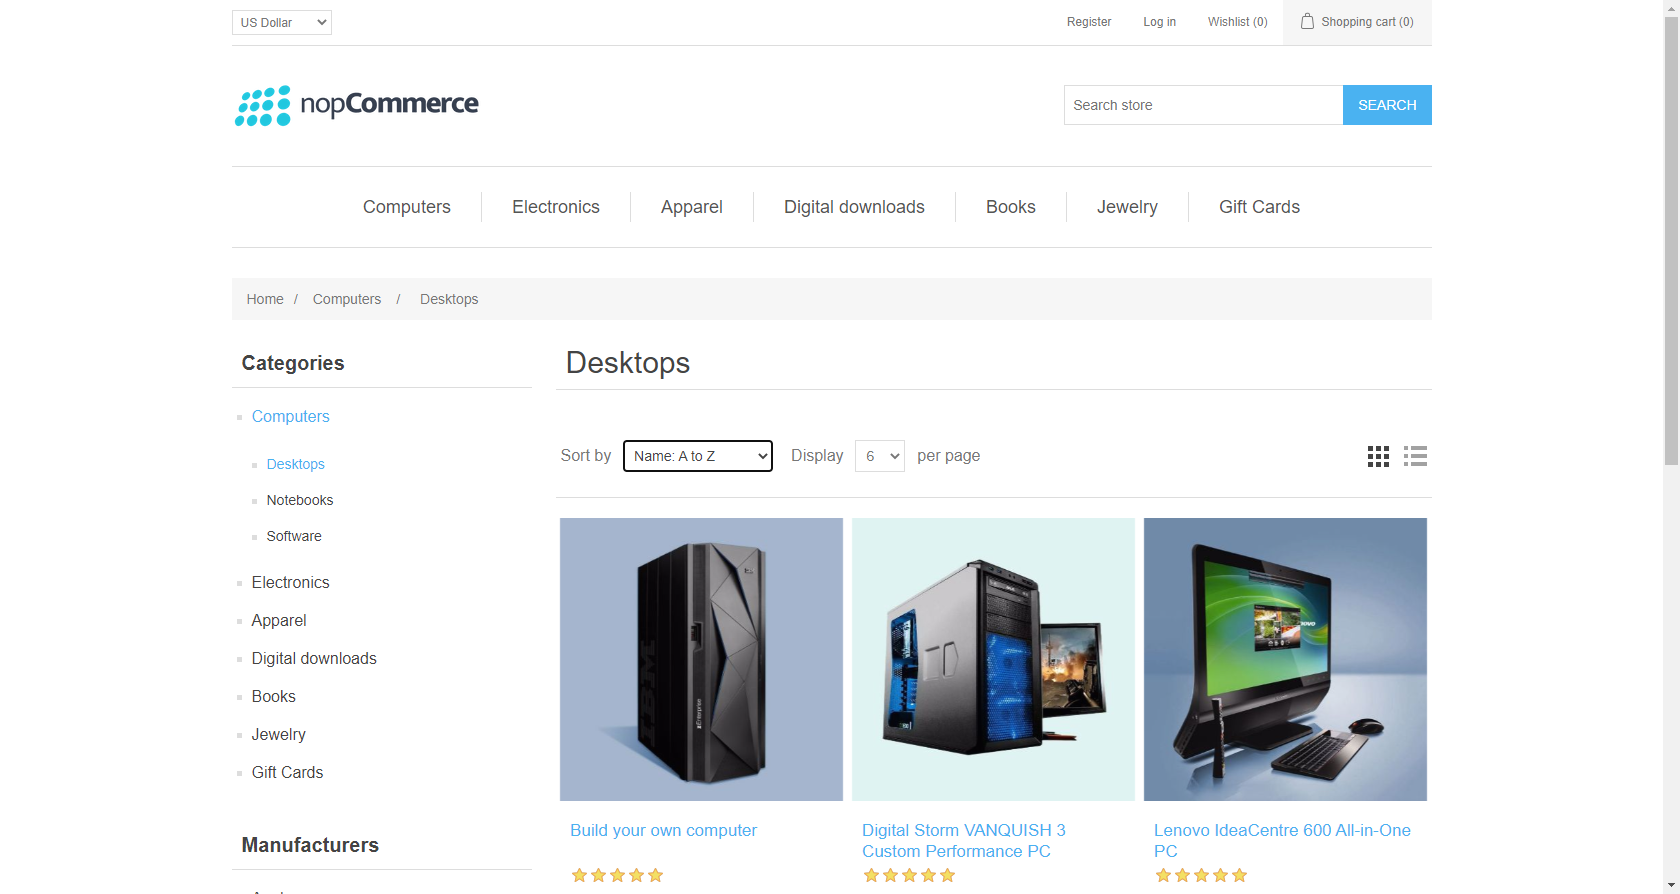 US Dollar
Register
Log in
Wishlist (0)
Shopping cart (0)
nopCommerce
Search store
SEARCH
Computers
Electronics
Apparel
Digital downloads
Books
Jewelry
Gift Cards
Home / Computers / Desktops
Categories
Computers
Desktops
Notebooks
Software
Electronics
Apparel
Digital downloads
Books
Jewelry
Gift Cards
Manufacturers
Desktops
Sort by
Name: A to Z
Display
6
per page
IBM
Build your own computer
Digital Storm VANQUISH 3
Custom Performance PC
Lenovo IdeaCentre 600 All-in-One
PC